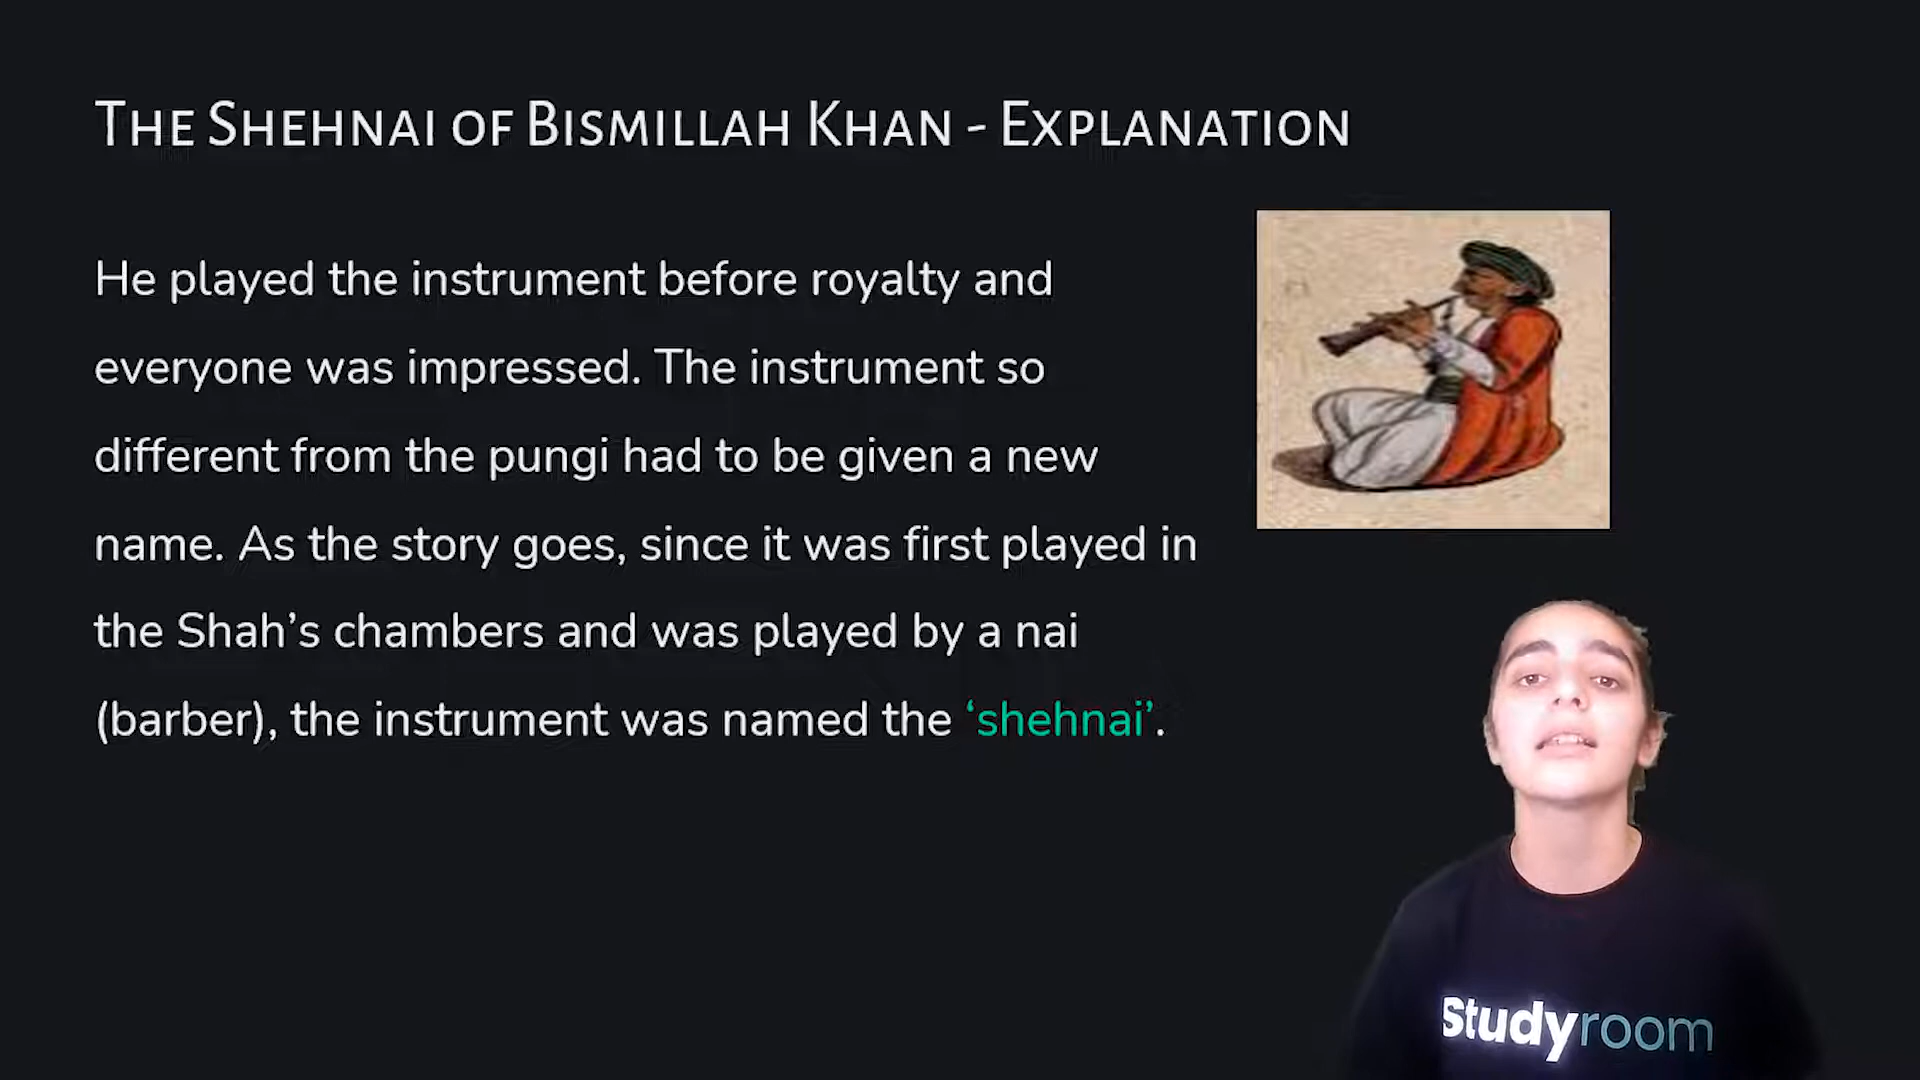 The Shehnai of Bismillah Khan - Explanation
He played the instrument before royalty and
everyone was impressed. The instrument so
different from the pungi had to be given a new
name. As the story goes, since it was first played in
the Shah’s chambers and was played by a nai
(barber), the instrument was named the ‘shehnai’.
Studyroom